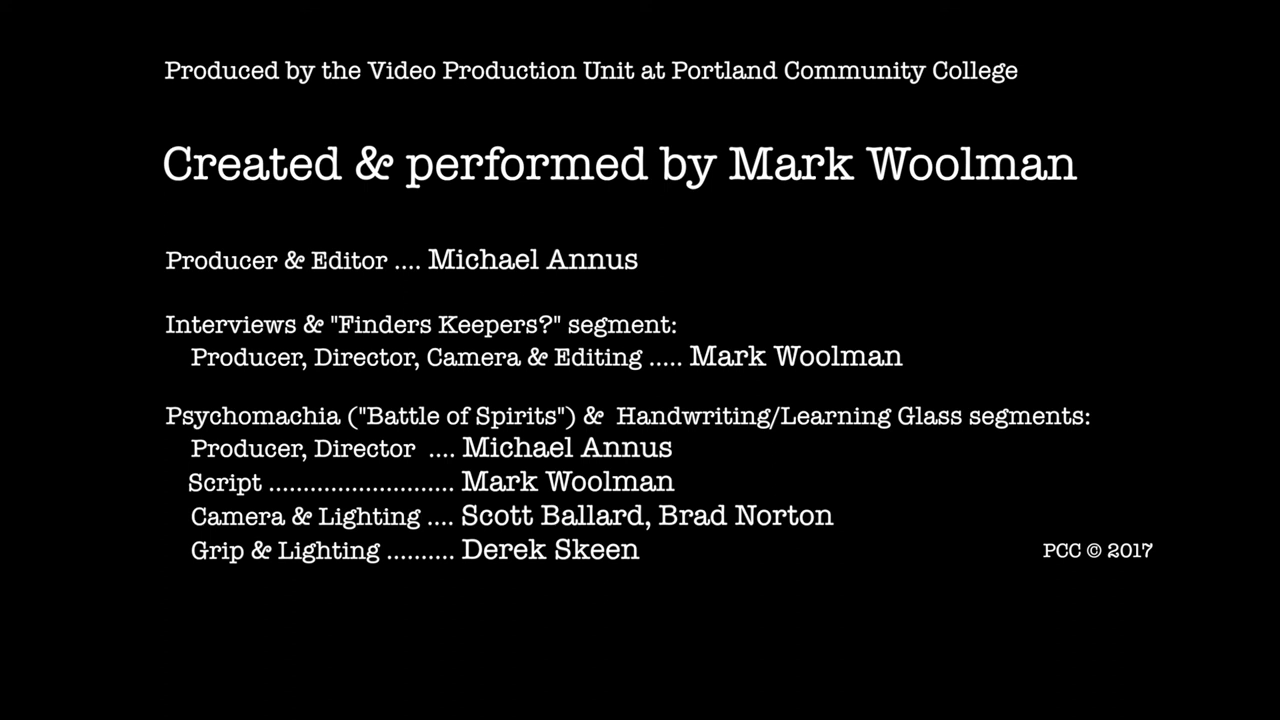 Produced by the Video Production Unit at Portland Community College
Created & performed by Mark Woolman
Producer & Editor .... Michael Annus
Interviews & "Finders Keepers?" segment:
Producer, Director, Camera & Editing ..... Mark Woolman
Psychomachia ("Battle of Spirits") & Handwriting/Learning Glass segments:
Producer, Director .... Michael Annus
Script ........................... Mark Woolman
Camera & Lighting .... Scott Ballard, Brad Norton
Grip & Lighting .......... Derek Skeen
PCC © 2017